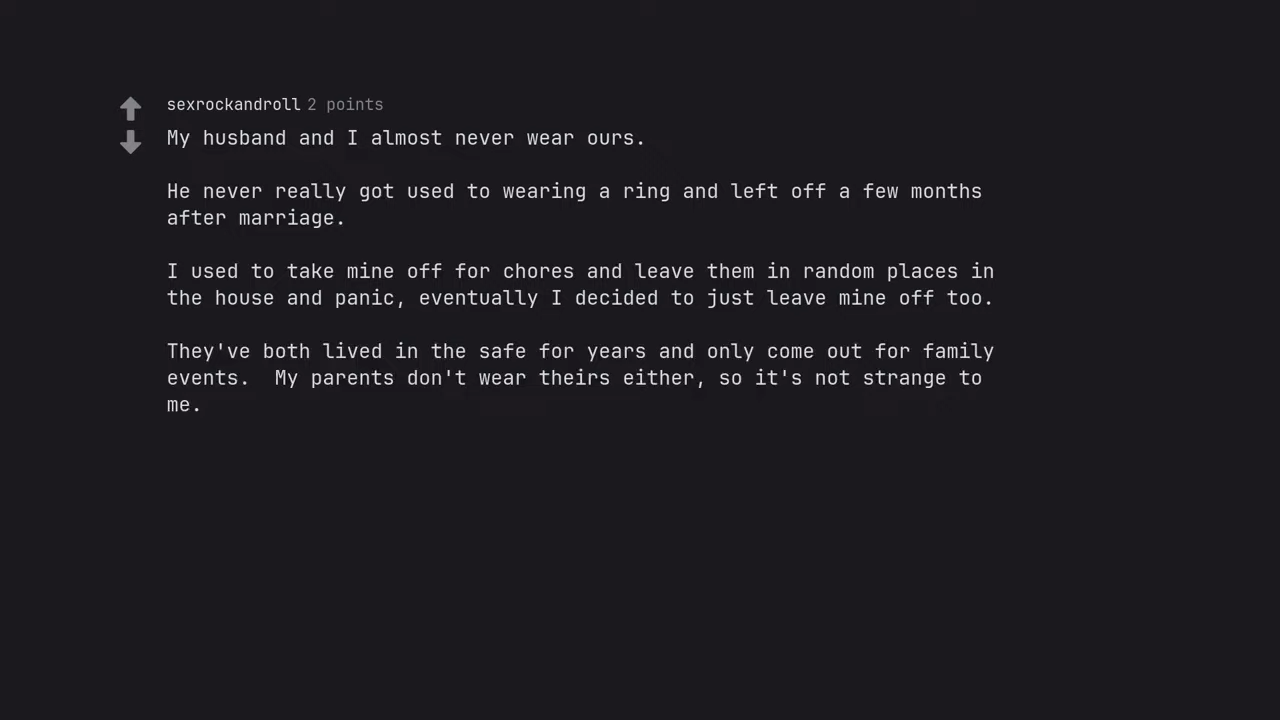 sexrockandroll 2 points
My husband and I almost never wear ours.
He never really got used to wearing a ring and left off a few months
after marriage.
I used to take mine off for chores and leave them in random places in
the house and panic, eventually I decided to just leave mine off too.
They've both lived in the safe for years and only come out for family
events.  My parents don't wear theirs either, so it's not strange to
me.